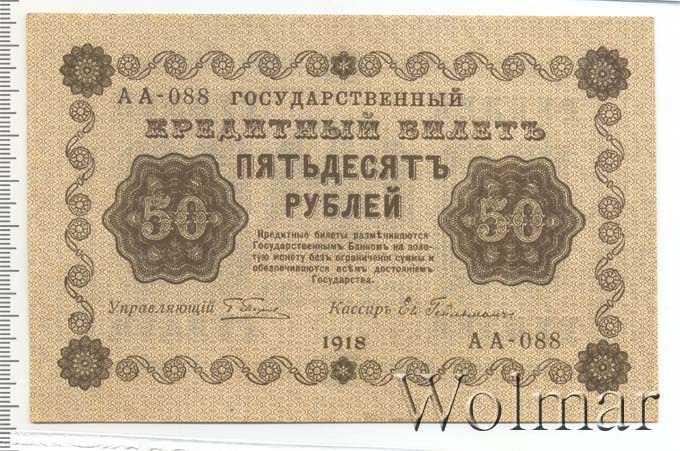 АА-088 ГОСУДАРСТВЕННЫЙ
КРЕДИТНЫЙ БИЛЕТЪ
ПЯТЬДЕСЯТЪ
РУБЛЕЙ
50
50
Кредитные билеты размѣниваются
Государственнымъ Банкомъ на золо-
тую монету безъ ограниченія суммы и
обезпечиваются всѣмъ достояніемъ
Государства.
Управляющій
Кассиръ
1918
АА-088
Wolmar